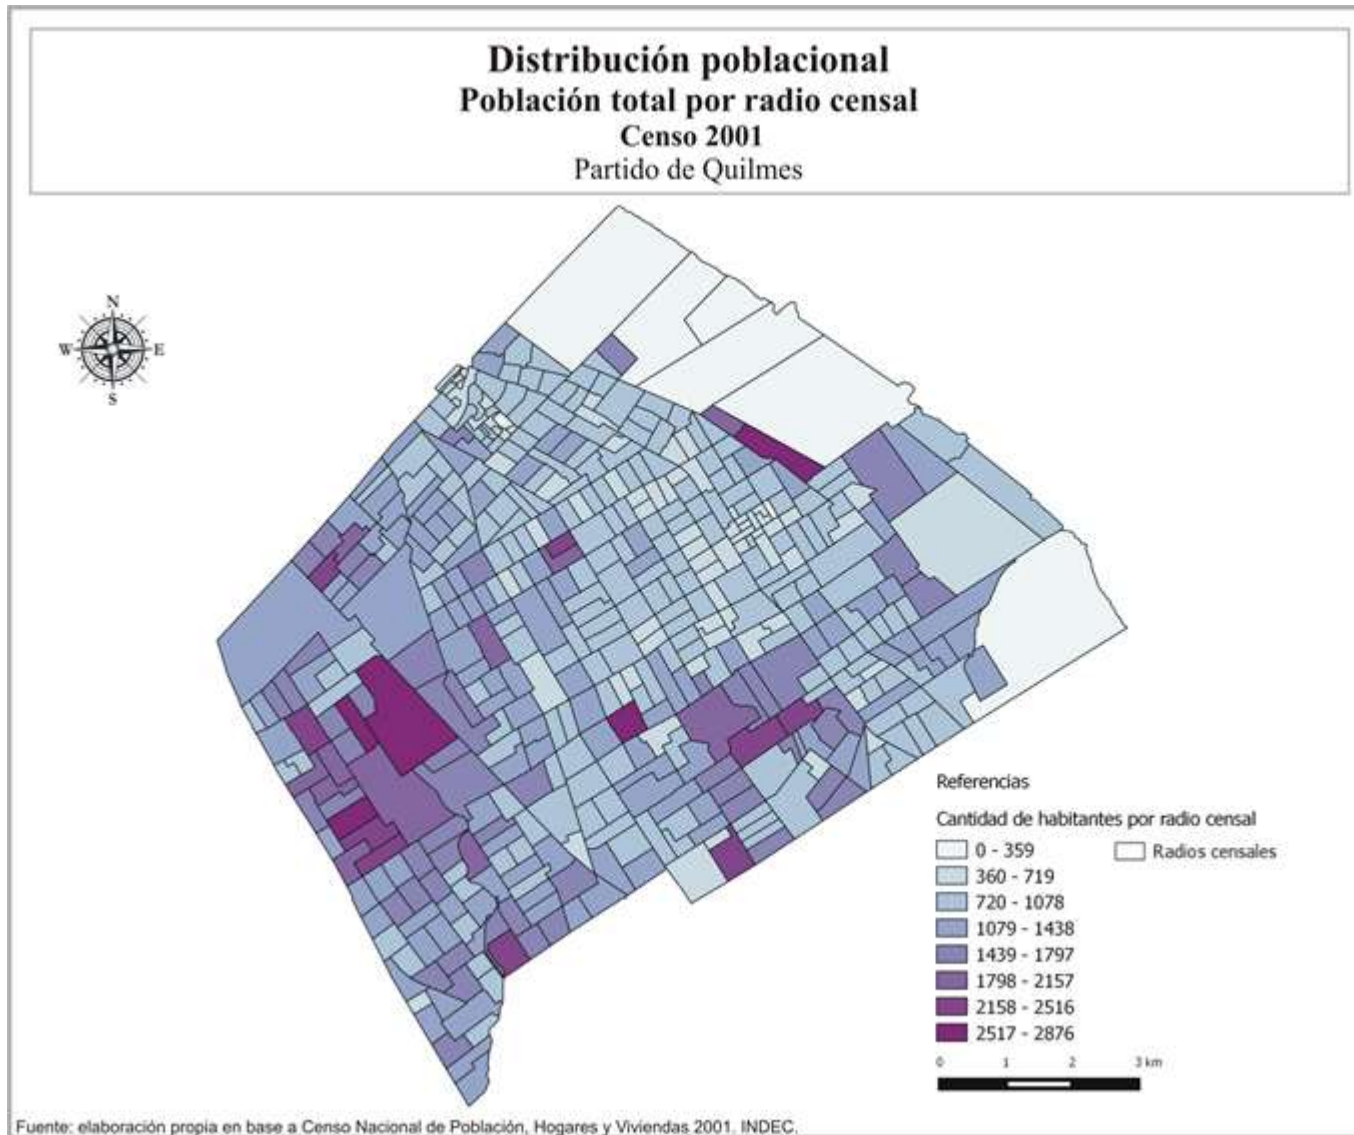 Distribución poblacional
Población total por radio censal
Censo 2001
Partido de Quilmes
N
W E
S
Referencias
Cantidad de habitantes por radio censal
0 - 359 Radios censales
360 - 719
720 - 1078
1079 - 1438
1439 - 1797
1798 - 2157
2158 - 2516
2517 - 2876
0 1 2 3 km
Fuente: elaboración propia en base a Censo Nacional de Población, Hogares y Viviendas 2001. INDEC.